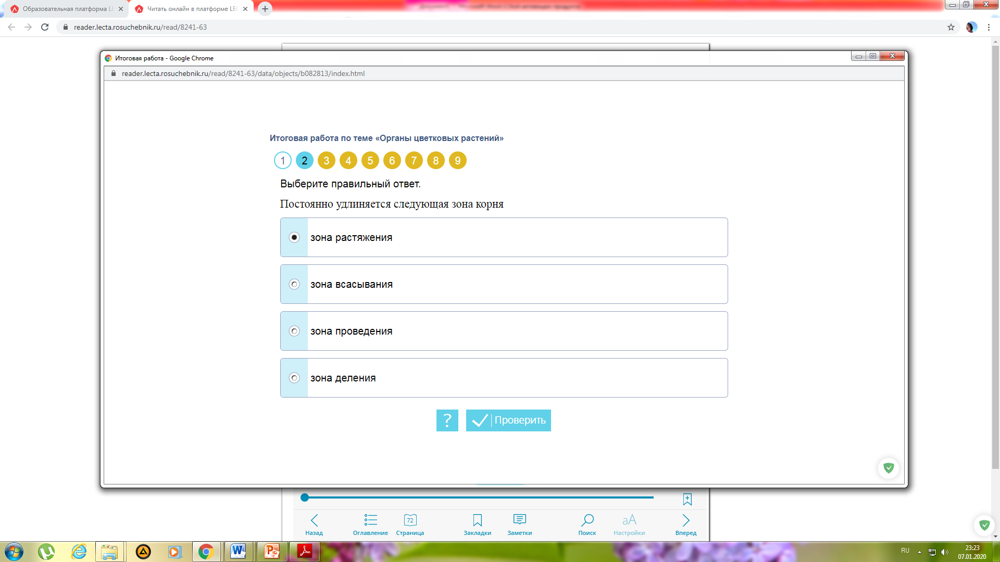 Образовательная платформа LE
Читать онлайн в платформе LEC
reader.lecta.rosuchebnik.ru/read/8241-63
Итоговая работа - Google Chrome
reader.lecta.rosuchebnik.ru/read/8241-63/data/objects/b082813/index.html
Итоговая работа по теме «Органы цветковых растений»
1 2 3 4 5 6 7 8 9
Выберите правильный ответ.
Постоянно удлиняется следующая зона корня
зона растяжения
зона всасывания
зона проведения
зона деления
? Проверить
72
aA
Назад Оглавление Страница Закладки Заметки Поиск Настройки Вперед
RU
23:23
07.01.2020